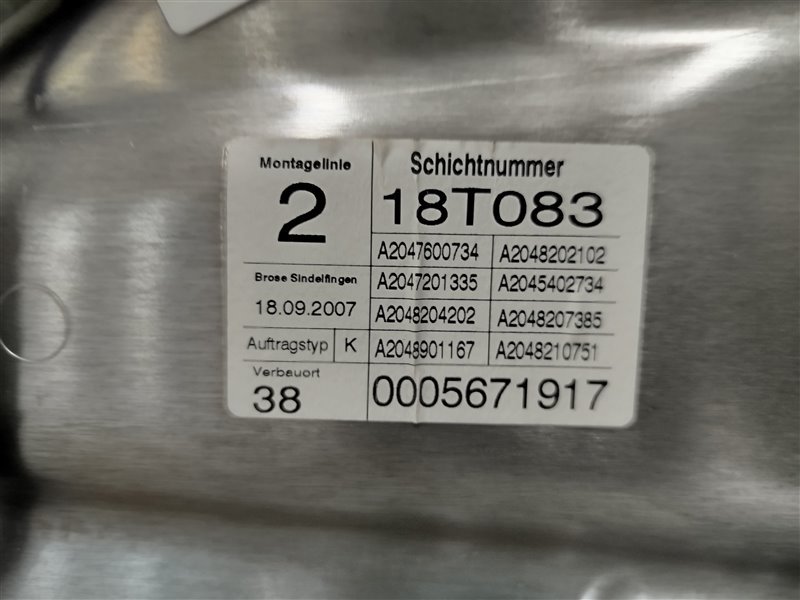 Montagelinie
2
Schichtnummer
18T083
A2047600734 A2048202102
Brose Sindelfingen
18.09.2007
A2047201335 A2045402734
A2048204202 A2048207385
Auftragstyp K
A2048901167 A2048210751
Verbauort
38
0005671917